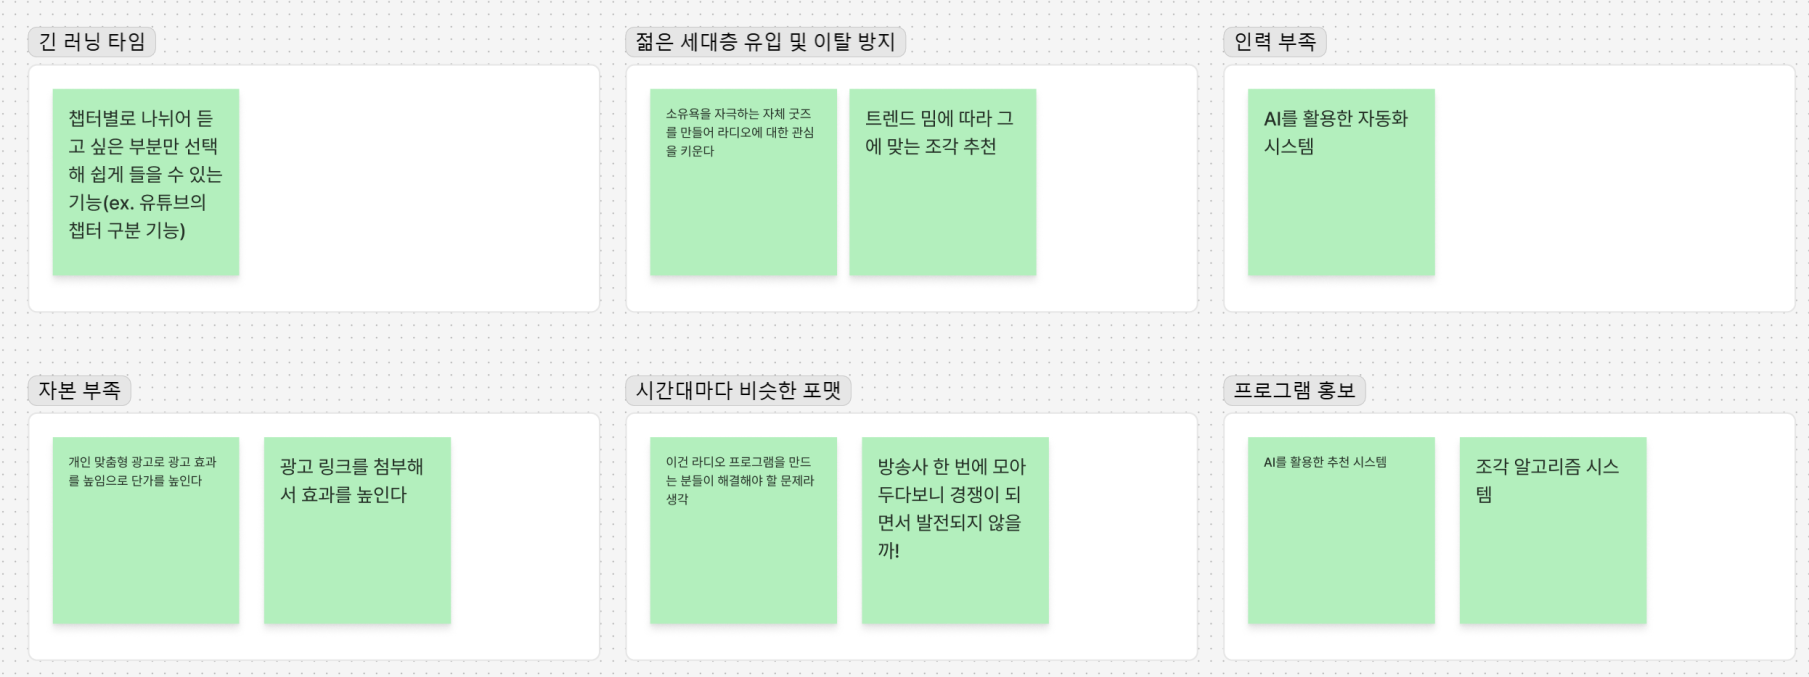 긴 러닝 타임
챕터별로 나뉘어 듣
고 싶은 부분만 선택
해 쉽게 들을 수 있는
기능(ex. 유튜브의
챕터 구분 기능)
젊은 세대층 유입 및 이탈 방지
소유욕을 자극하는 자체 굿즈
를 만들어 라디오에 대한 관심
을 키운다
트렌드 밈에 따라 그
에 맞는 조각 추천
인력 부족
AI를 활용한 자동화
시스템
자본 부족
개인 맞춤형 광고로 광고 효과
를 높임으로 단가를 높인다
광고 링크를 첨부해
서 효과를 높인다
시간대마다 비슷한 포맷
이건 라디오 프로그램을 만드
는 분들이 해결해야 할 문제라
생각
방송사 한 번에 모아
두다보니 경쟁이 되
면서 발전되지 않을
까!
프로그램 홍보
AI를 활용한 추천 시스템
조각 알고리즘 시스
템